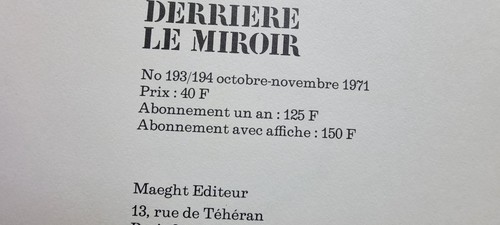 DERRIERE
LE MIROIR
No 193/194 octobre-novembre 1971
Prix : 40 F
Abonnement un an : 125 F
Abonnement avec affiche : 150 F
Maeght Editeur
13, rue de Téhéran